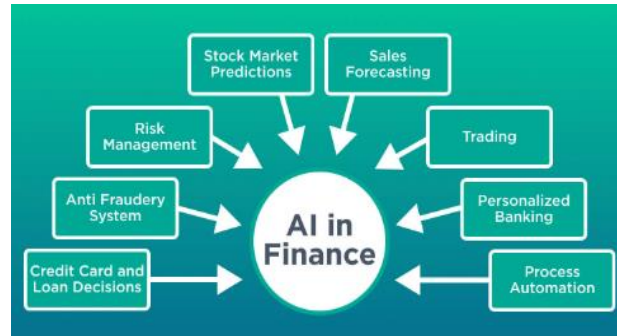 Stock Market
Predictions
Sales
Forecasting
Risk
Management
Trading
Anti Fraudery
System
Personalized
Banking
AI in
Finance
Credit Card and
Loan Decisions
Process
Automation